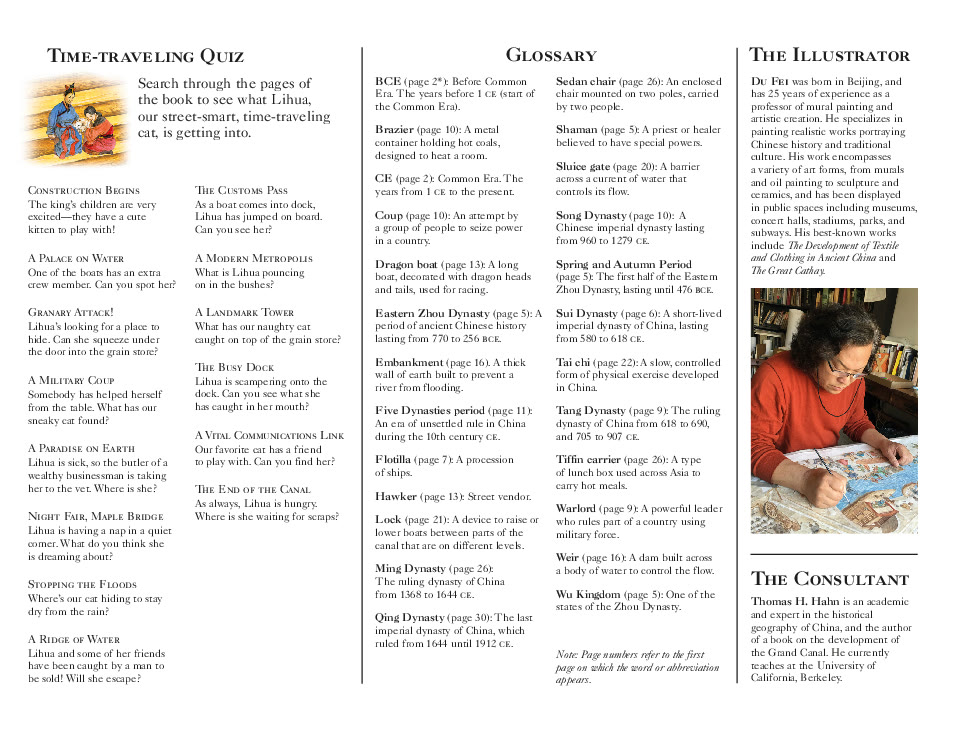 Time-traveling Quiz
Search through the pages of
the book to see what Lihua,
our street-smart, time-traveling
cat, is getting into.
Construction Begins
The king's children are very
excited—they have a cute
kitten to play with!
A Palace on Water
One of the boats has an extra
crew member. Can you spot her?
Granary Attack!
Lihua's looking for a place to
hide. Can she squeeze under
the door into the grain store?
A Military Coup
Somebody has helped herself
from the table. What has our
sneaky cat found?
A Paradise on Earth
Lihua is sick, so the butler of a
wealthy businessman is taking
her to the vet. Where is she?
Night Fair, Maple Bridge
Lihua is having a nap in a quiet
corner. What do you think she
is dreaming about?
Stopping the Floods
Where's our cat hiding to stay
dry from the rain?
A Ridge of Water
Lihua and some of her friends
have been caught by a man to
be sold! Will she escape?
The Customs Pass
As a boat comes into dock,
Lihua has jumped on board.
Can you see her?
A Modern Metropolis
What is Lihua pouncing
on in the bushes?
A Landmark Tower
What has our naughty cat
caught on top of the grain store?
The Busy Dock
Lihua is scampering onto the
dock. Can you see what she
has caught in her mouth?
A Vital Communications Link
Our favorite cat has a friend
to play with. Can you find her?
The End of the Canal
As always, Lihua is hungry.
Where is she waiting for scraps?
Glossary
BCE (page 2*): Before Common
Era. The years before 1 CE (start of
the Common Era).
Brazier (page 10): A metal
container holding hot coals,
designed to heat a room.
CE (page 2): Common Era. The
years from 1 CE to the present.
Coup (page 10): An attempt by
a group of people to seize power
in a country.
Dragon boat (page 13): A long
boat, decorated with dragon heads
and tails, used for racing.
Eastern Zhou Dynasty (page 5): A
period of ancient Chinese history
lasting from 770 to 256 BCE.
Embankment (page 16). A thick
wall of earth built to prevent a
river from flooding.
Five Dynasties period (page 11):
An era of unsettled rule in China
during the 10th century CE.
Flotilla (page 7): A procession
of ships.
Hawker (page 13): Street vendor.
Lock (page 21): A device to raise or
lower boats between parts of the
canal that are on different levels.
Ming Dynasty (page 26):
The ruling dynasty of China
from 1368 to 1644 CE.
Qing Dynasty (page 30): The last
imperial dynasty of China, which
ruled from 1644 until 1912 CE.
Sedan chair (page 26): An enclosed
chair mounted on two poles, carried
by two people.
Shaman (page 5): A priest or healer
believed to have special powers.
Sluice gate (page 20): A barrier
across a current of water that
controls its flow.
Song Dynasty (page 10): A
Chinese imperial dynasty lasting
from 960 to 1279 CE.
Spring and Autumn Period
(page 5): The first half of the Eastern
Zhou Dynasty, lasting until 476 BCE.
Sui Dynasty (page 6): A short-lived
imperial dynasty of China, lasting
from 580 to 618 CE.
Tai chi (page 22): A slow, controlled
form of physical exercise developed
in China.
Tang Dynasty (page 9): The ruling
dynasty of China from 618 to 690,
and 705 to 907 CE.
Tiffin carrier (page 26): A type
of lunch box used across Asia to
carry hot meals.
Warlord (page 9): A powerful leader
who rules part of a country using
military force.
Weir (page 16): A dam built across
a body of water to control the flow.
Wu Kingdom (page 5): One of the
states of the Zhou Dynasty.
Note: Page numbers refer to the first
page on which the word or abbreviation
appears.
The Illustrator
Du Fei was born in Beijing, and
has 25 years of experience as a
professor of mural painting and
artistic creation. He specializes in
painting realistic works portraying
Chinese history and traditional
culture. His work encompasses
a variety of art forms, from murals
and oil painting to sculpture and
ceramics, and has been displayed
in public spaces including museums,
concert halls, stadiums, parks, and
subways. His best-known works
include The Development of Textile
and Clothing in Ancient China and
The Great Cathay.
The Consultant
Thomas H. Hahn is an academic
and expert in the historical
geography of China, and the author
of a book on the development of
the Grand Canal. He currently
teaches at the University of
California, Berkeley.